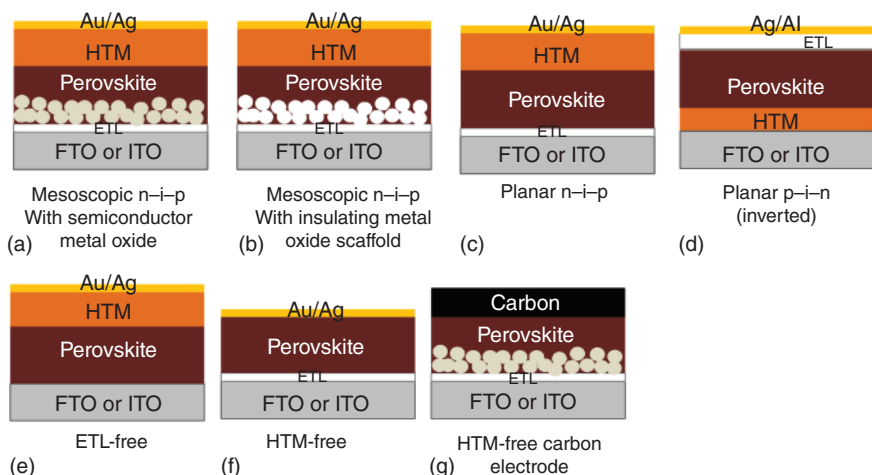 Au/Ag
HTM
Perovskite
ETL
FTO or ITO
Mesoscopic n–i–p
With semiconductor
metal oxide
(a)
Au/Ag
HTM
Perovskite
ETL
FTO or ITO
Mesoscopic n–i–p
With insulating metal
oxide scaffold
(b)
Au/Ag
HTM
Perovskite
ETL
FTO or ITO
Planar n–i–p
(c)
Ag/Al
ETL
Perovskite
HTM
FTO or ITO
Planar p–i–n
(inverted)
(d)
Au/Ag
HTM
Perovskite
FTO or ITO
ETL-free
(e)
Au/Ag
Perovskite
ETL
FTO or ITO
HTM-free
(f)
Carbon
Perovskite
ETL
FTO or ITO
HTM-free carbon
electrode
(g)